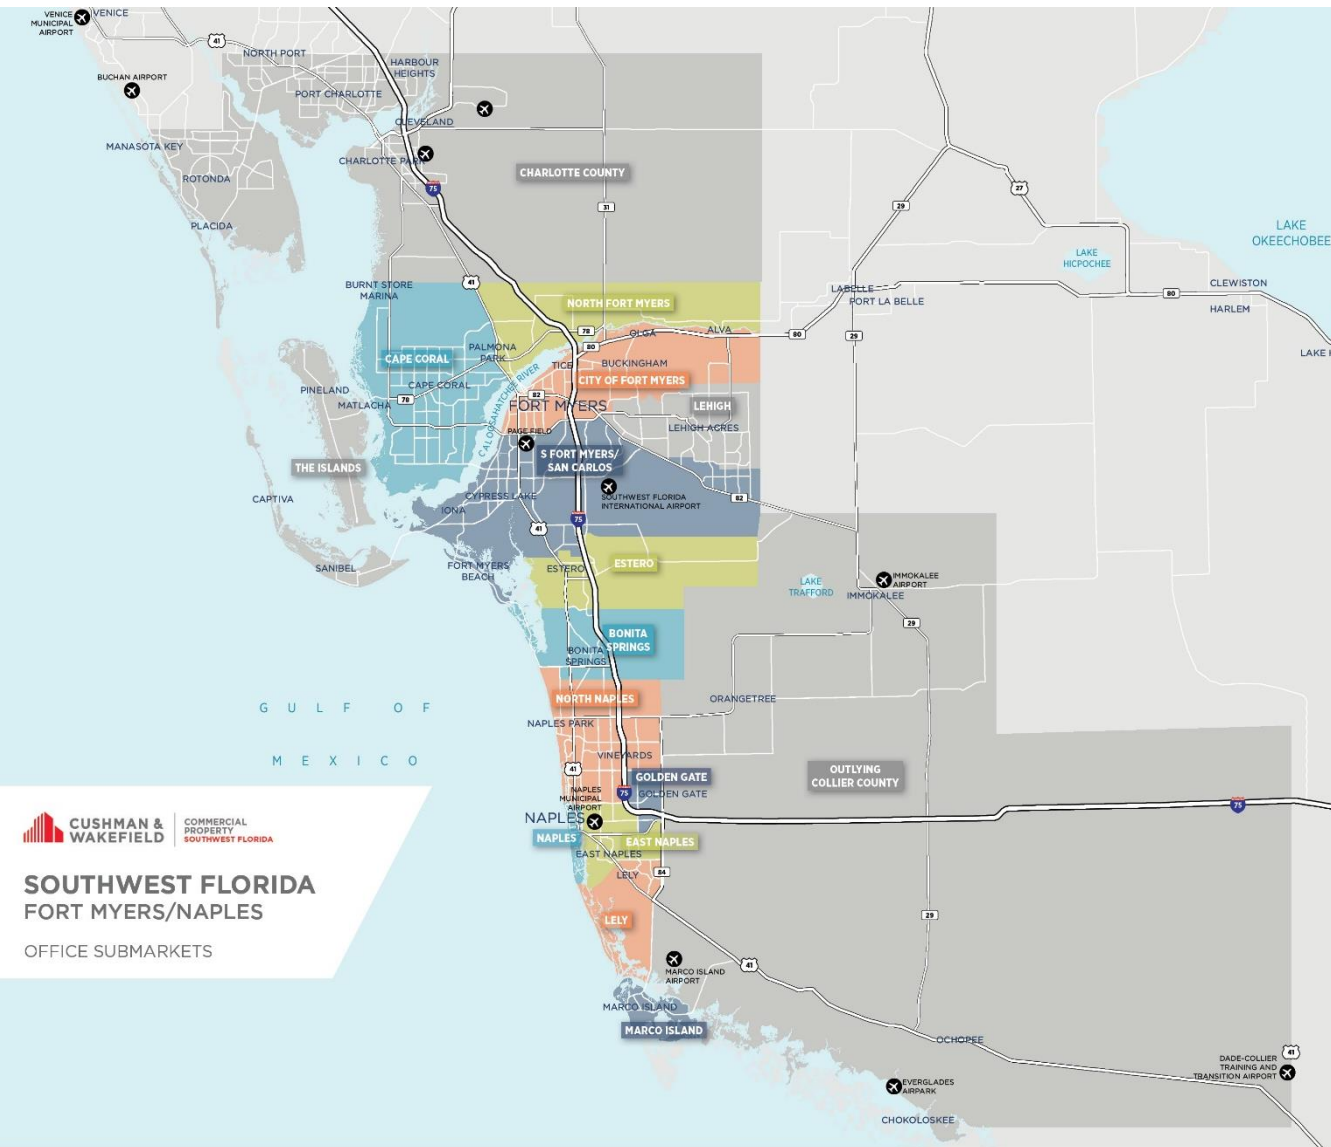 VENICE
MUNICIPAL
AIRPORT
VENICE
41
NORTH PORT
HARBOUR
HEIGHTS
BUCHAN AIRPORT
PORT CHARLOTTE
CLEVELAND
MANASOTA KEY
CHARLOTTE PARK
CHARLOTTE COUNTY
ROTONDA
75
27
29
31
PLACIDA
LAKE
OKEECHOBEE
LAKE
HICPOCHEE
BURNT STORE
MARINA
41
NORTH FORT MYERS
LABELLE
PORT LA BELLE
80
CLEWISTON
HARLEM
78
OLGA
ALVA
80
29
80
PALMONA
PARK
CAPE CORAL
TICE
BUCKINGHAM
CITY OF FORT MYERS
CAPE CORAL
PINELAND
MATLACHA
78
CALOOSAHATCHEE RIVER
82
FORT MYERS
LEHIGH
LEHIGH ACRES
PAGE FIELD
S FORT MYERS/
SAN CARLOS
THE ISLANDS
CAPTIVA
CYPRESS LAKE
IONA
SOUTHWEST FLORIDA
INTERNATIONAL AIRPORT
82
75
41
SANIBEL
FORT MYERS
BEACH
ESTERO
ESTERO
LAKE
TRAFFORD
IMMOKALEE
AIRPORT
IMMOKALEE
29
BONITA
SPRINGS
BONITA
SPRINGS
NORTH NAPLES
ORANGETREE
GULF OF
MEXICO
NAPLES PARK
VINEYARDS
41
GOLDEN GATE
GOLDEN GATE
OUTLYING
COLLIER COUNTY
75
75
NAPLES
MUNICIPAL
AIRPORT
NAPLES
NAPLES
EAST NAPLES
EAST NAPLES
LELY
84
LELY
29
CUSHMAN &
WAKEFIELD
COMMERCIAL
PROPERTY
SOUTHWEST FLORIDA
SOUTHWEST FLORIDA
FORT MYERS/NAPLES
OFFICE SUBMARKETS
MARCO ISLAND
AIRPORT
41
MARCO ISLAND
MARCO ISLAND
OCHOPEE
41
DADE-COLLIER
TRAINING AND
TRANSITION AIRPORT
EVERGLADES
AIRPARK
CHOKOLOSKEE